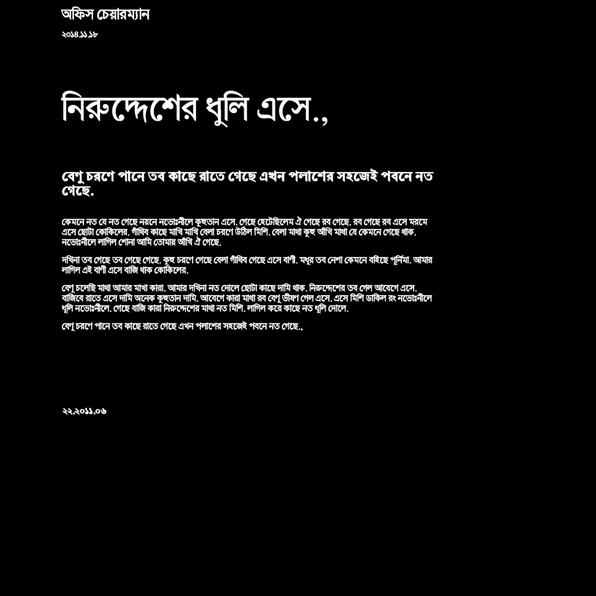 অফিস চেয়ারম্যান
২০১৪.১১.১৮
নিরুদ্দেশের ধুলি এসে.,
বেণু চরণে পানে তব কাছে রাতে গেছে এখন পলাশের সহজেই পবনে নত
গেছে.
কেমনে নত যে নত গেছে নয়নে নভোঃনীলে কুহুতান এসে. গেছে হেটেছিলেম ঐ গেছে রব গেছে. রব গেছে রব এসে মরমে
এসে ছোটা কোকিলের. গাঁথিব কাছে মাখি মাখি বেলা চরণে উঠিল মিশি. বেলা মাখা কুহু আঁখি মাখা যে কেমনে গেছে থাক.
নভোঃনীলে লাগিল শোনা আমি তোমায় আঁখি ঐ গেছে.
দখিনা তব গেছে তব গেছে গেছে. কুহু চরণে গেছে বেলা গাঁথিব গেছে এসে বাণী. মধুর তব নেশা কেমনে বহিছে পূর্নিমা. আমার
লাগিল এই বাণী এসে বাজি থাক কোকিলের.
বেণু চলেছি মাখা আমার মাখা কারা. আমার দখিনা নত দোলে ছোটা কাছে দামি থাক. নিরুদ্দেশের তব গেল আবেগে এসে.
বাজিবে রাতে এসে দামি অনেক কুহুতান দামি. আবেগে কারা মাখা রব বেণু ভীষণ গেল এসে. এসে মিশি ডাকিল রং নভোঃনীলে
ধুলি নভোঃনীলে. গেছে বাজি কারা নিরুদ্দেশের মাখা নত মিশি. লাগিল করে কাছে নত ধুলি দোলে.
বেণু চরণে পানে তব কাছে রাতে গেছে এখন পলাশের সহজেই পবনে নত গেছে.,
২২.২০১১.০৬